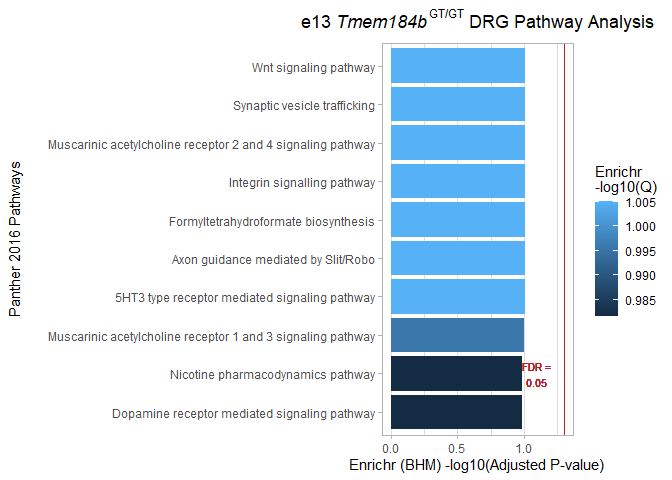 e13 Tmem184b GT/GT DRG Pathway Analysis
Panther 2016 Pathways
Wnt signaling pathway
Synaptic vesicle trafficking
Muscarinic acetylcholine receptor 2 and 4 signaling pathway
Integrin signalling pathway
Formyltetrahydroformate biosynthesis
Axon guidance mediated by Slit/Robo
5HT3 type receptor mediated signaling pathway
Muscarinic acetylcholine receptor 1 and 3 signaling pathway
Nicotine pharmacodynamics pathway
Dopamine receptor mediated signaling pathway
FDR =
0.05
0.0 0.5 1.0
Enrichr (BHM) -log10(Adjusted P-value)
Enrichr
-log10(Q)
1.005
1.000
0.995
0.990
0.985